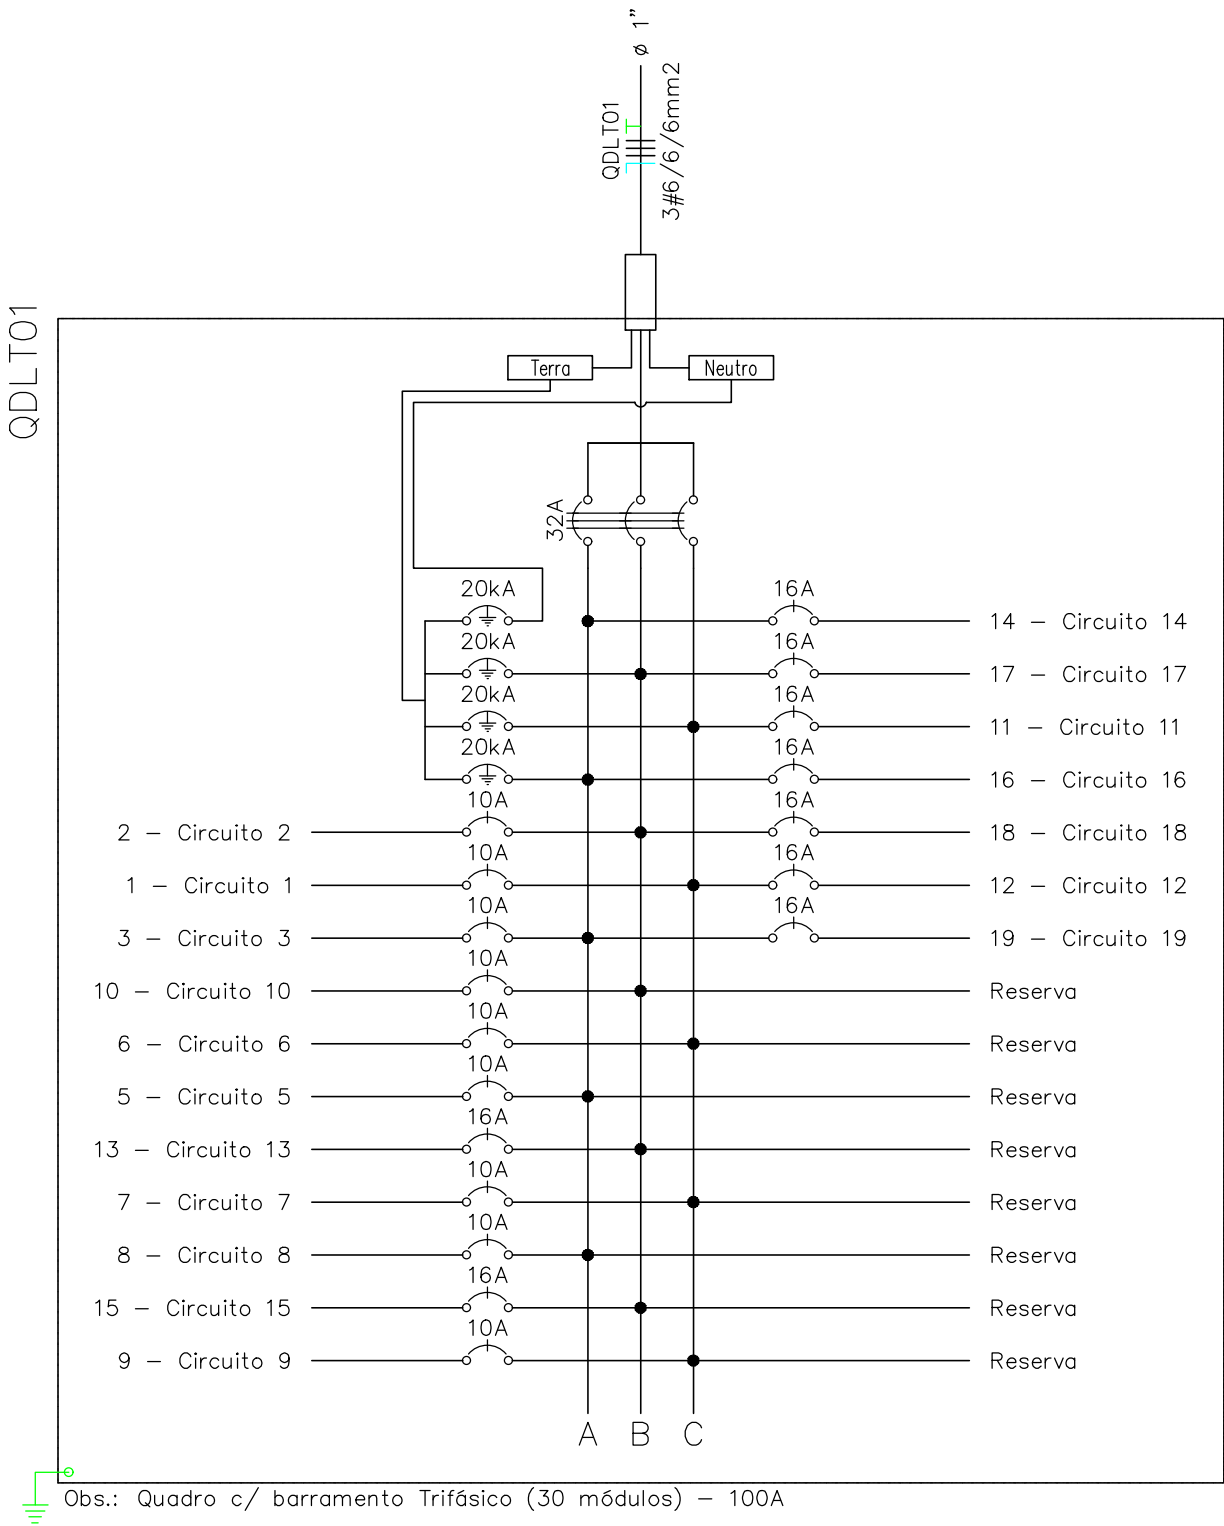 ø 1"
QDLT01
3#6/6/6mm2
QDLT01
Terra
Neutro
32A
20kA
16A
14 - Circuito 14
20kA
16A
17 - Circuito 17
20kA
16A
11 - Circuito 11
20kA
16A
16 - Circuito 16
10A
16A
2 - Circuito 2
18 - Circuito 18
10A
16A
1 - Circuito 1
12 - Circuito 12
10A
16A
3 - Circuito 3
19 - Circuito 19
10A
10 - Circuito 10
Reserva
10A
6 - Circuito 6
Reserva
10A
5 - Circuito 5
Reserva
16A
13 - Circuito 13
Reserva
10A
7 - Circuito 7
Reserva
10A
8 - Circuito 8
Reserva
16A
15 - Circuito 15
Reserva
10A
9 - Circuito 9
Reserva
A B C
Obs.: Quadro c/ barramento Trifásico (30 módulos) - 100A